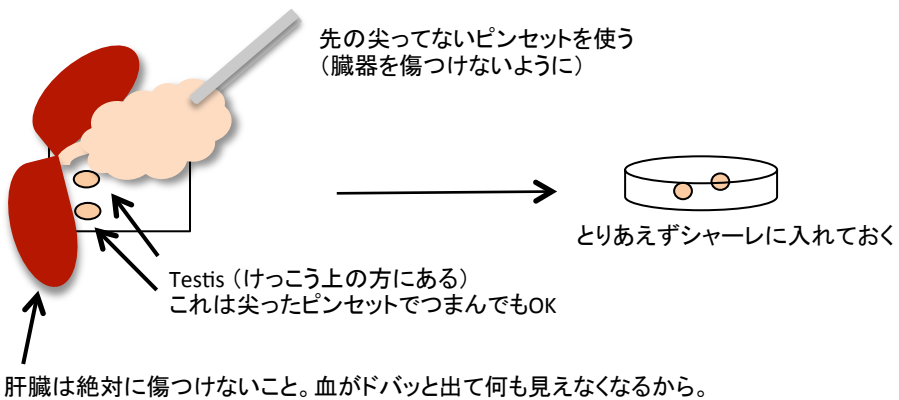 先の尖ってないピンセットを使う
（臓器を傷つけないように）
とりあえずシャーレに入れておく
Testis（けっこう上の方にある）
これは尖ったピンセットでつまんでもOK
肝臓は絶対に傷つけないこと。血がドバッと出て何も見えなくなるから。